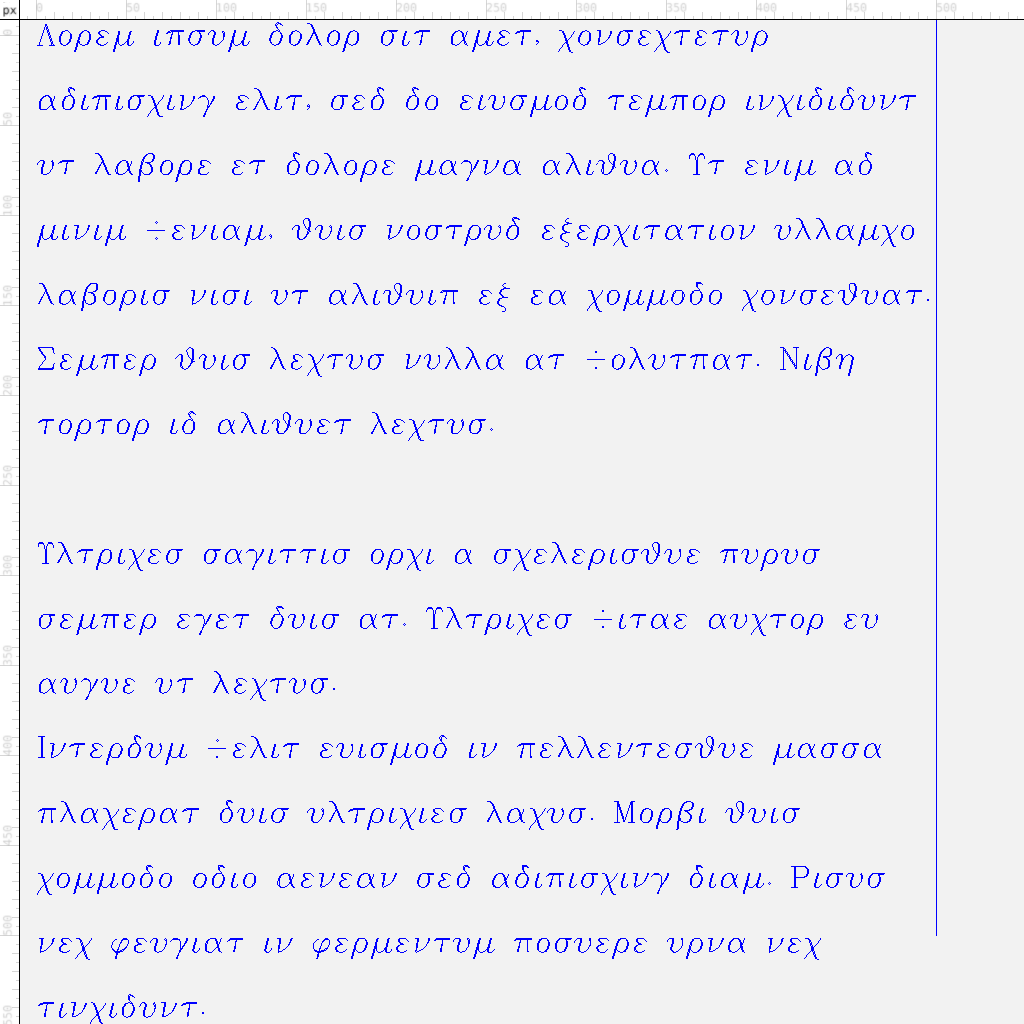 px
0 50 100 150 200 250 300 350 400 450 500
Λορεμ ιπσυμ δολορ σιτ αμετ, χονσεχτετυρ
αδιπισχινγ ελιτ, σεδ δο ειυσμοδ τεμπορ ινχιδιδυντ
υτ λαβορε ετ δολορε μαγνα αλιϑυα. ϒτ ενιμ αδ
μινιμ ÷ενιαμ, ϑυισ νοστρυδ εξερχιτατιον υλλαμχο
λαβορισ νισι υτ αλιϑυιπ εξ εα χομμοδο χονσεϑυατ.
Σεμπερ ϑυισ λεχτυσ νυλλα ατ ÷ολυτπατ. Νιβη
τορτορ ιδ αλιϑυετ λεχτυσ.
ϒλτριχεσ σαγιττισ ορχι α σχελερισϑυε πυρυσ
σεμπερ εγετ δυισ ατ. ϒλτριχεσ ÷ιταε αυχτορ ευ
αυγυε υτ λεχτυσ.
Ιντερδυμ ÷ελιτ ευισμοδ ιν πελλεντεσϑυε μασσα
πλαχερατ δυισ υλτριχιεσ λαχυσ. Μορβι ϑυισ
χομμοδο οδιο αενεαν σεδ αδιπισχινγ διαμ. Ρισυσ
νεχ φευγιατ ιν φερμεντυμ ποσυερε υρνα νεχ
τινχιδυντ.
0
50
100
150
200
250
300
350
400
450
500
550